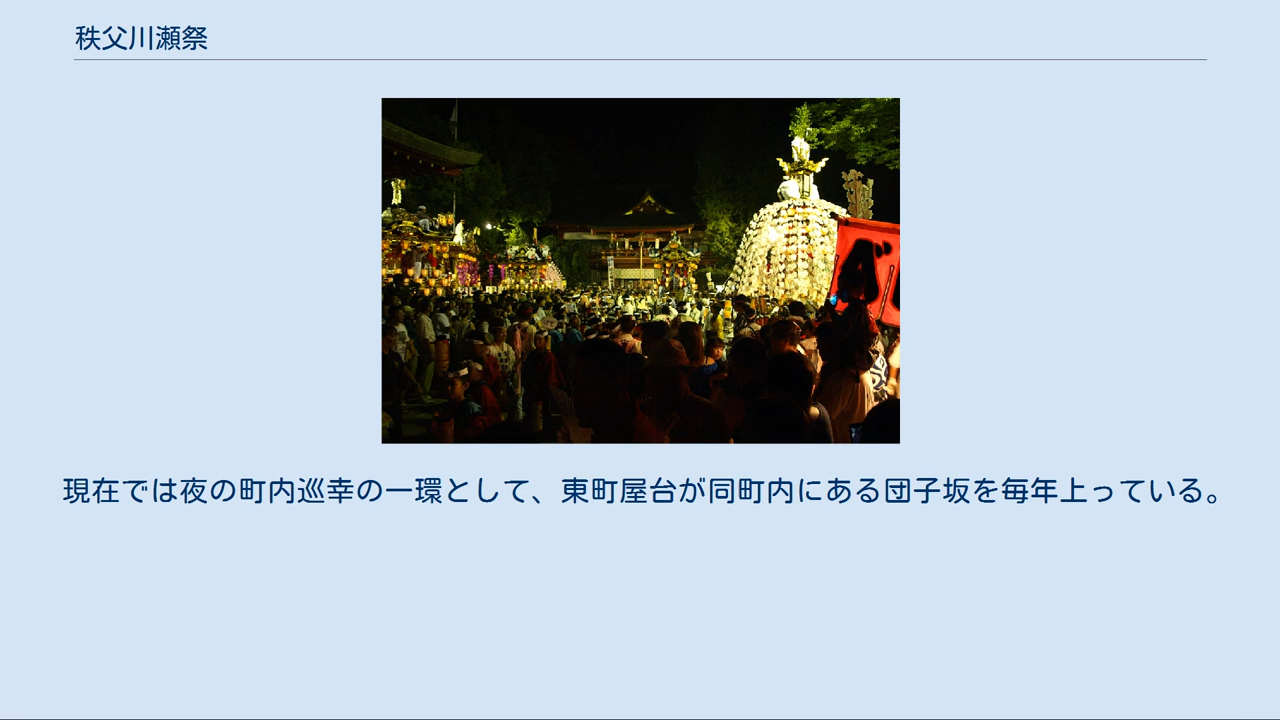 秩父川瀬祭
現在では夜の町内巡幸の一環として、東町屋台が同町内にある団子坂を毎年上っている。